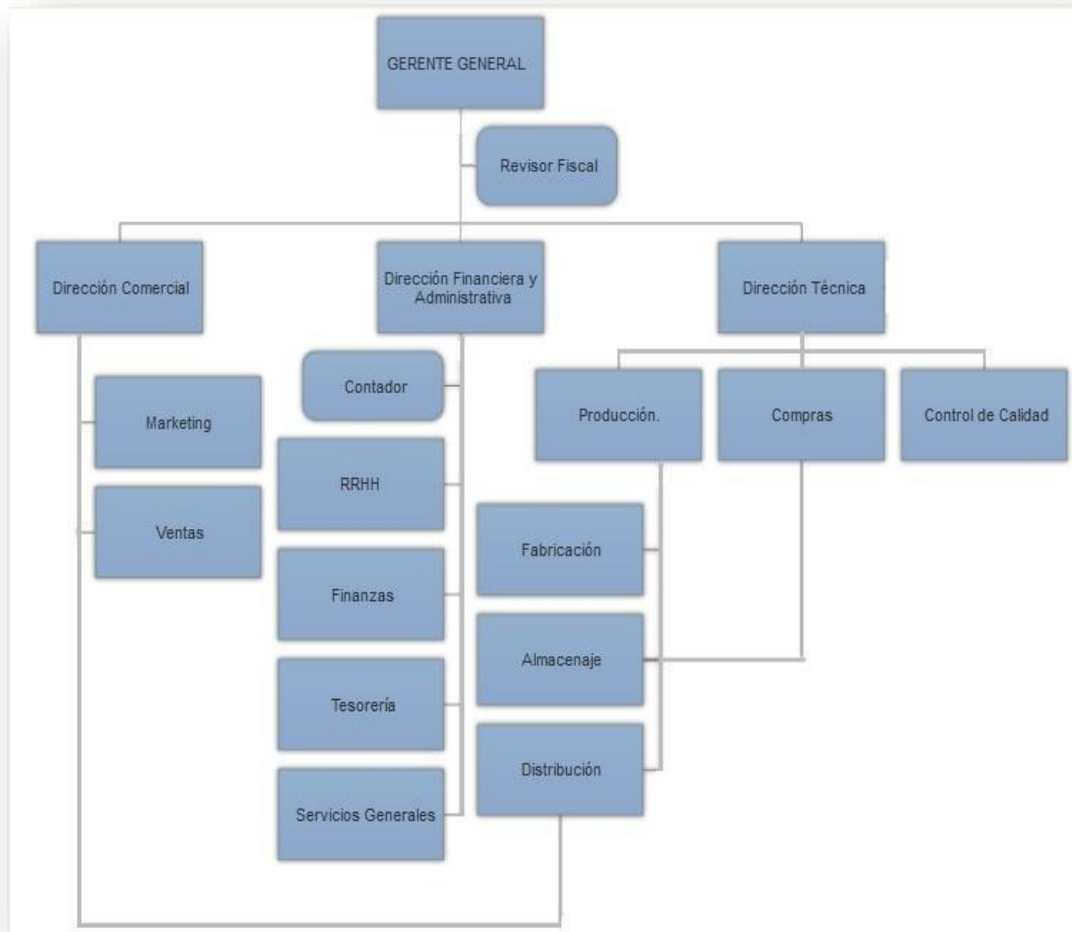 GERENTE GENERAL
Revisor Fiscal
Dirección Comercial
Dirección Financiera y
Administrativa
Dirección Técnica
Contador
Producción.
Compras
Control de Calidad
Marketing
RRHH
Ventas
Fabricación
Finanzas
Almacenaje
Tesorería
Distribución
Servicios Generales